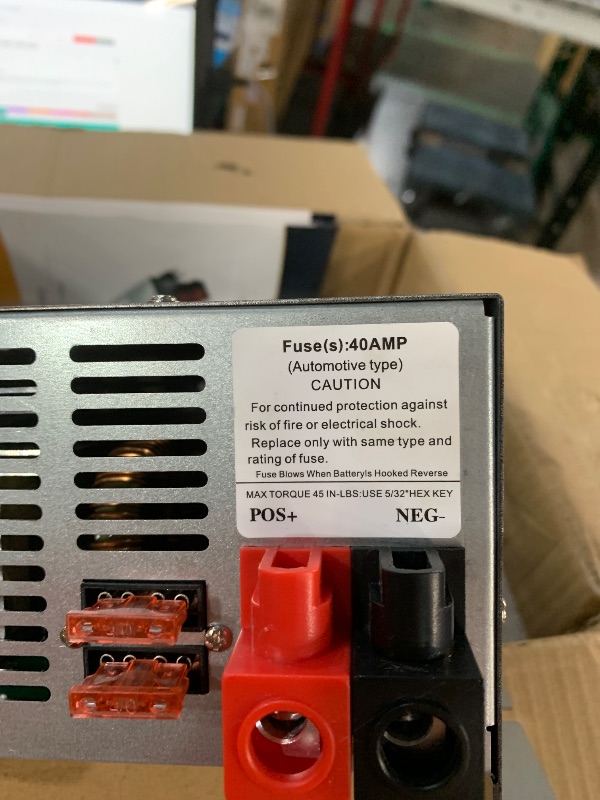 Fuse(s):40AMP
(Automotive type)
CAUTION
For continued protection against
risk of fire or electrical shock.
Replace only with same type and
rating of fuse.
Fuse Blows When BatteryIs Hooked Reverse
MAX TORQUE 45 IN-LBS:USE 5/32"HEX KEY
POS+ NEG-